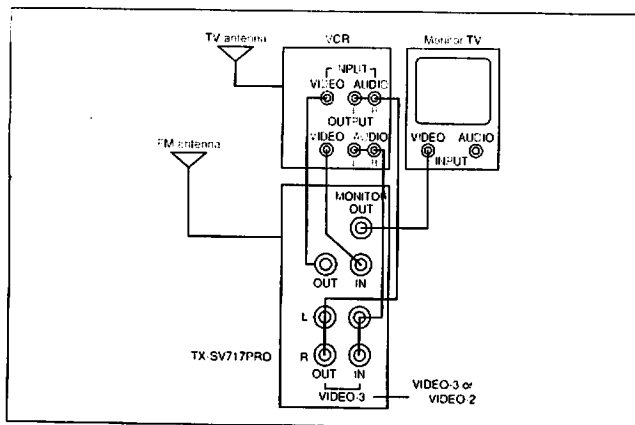 TV antenna
VCR
Monitor TV
INPUT
VIDEO AUDIO
L R
OUTPUT
VIDEO AUDIO
L R
VIDEO AUDIO
INPUT
FM antenna
MONITOR
OUT
OUT IN
L
R
TX-SV717PRO
OUT IN
VIDEO-3
VIDEO-3 or
VIDEO-2